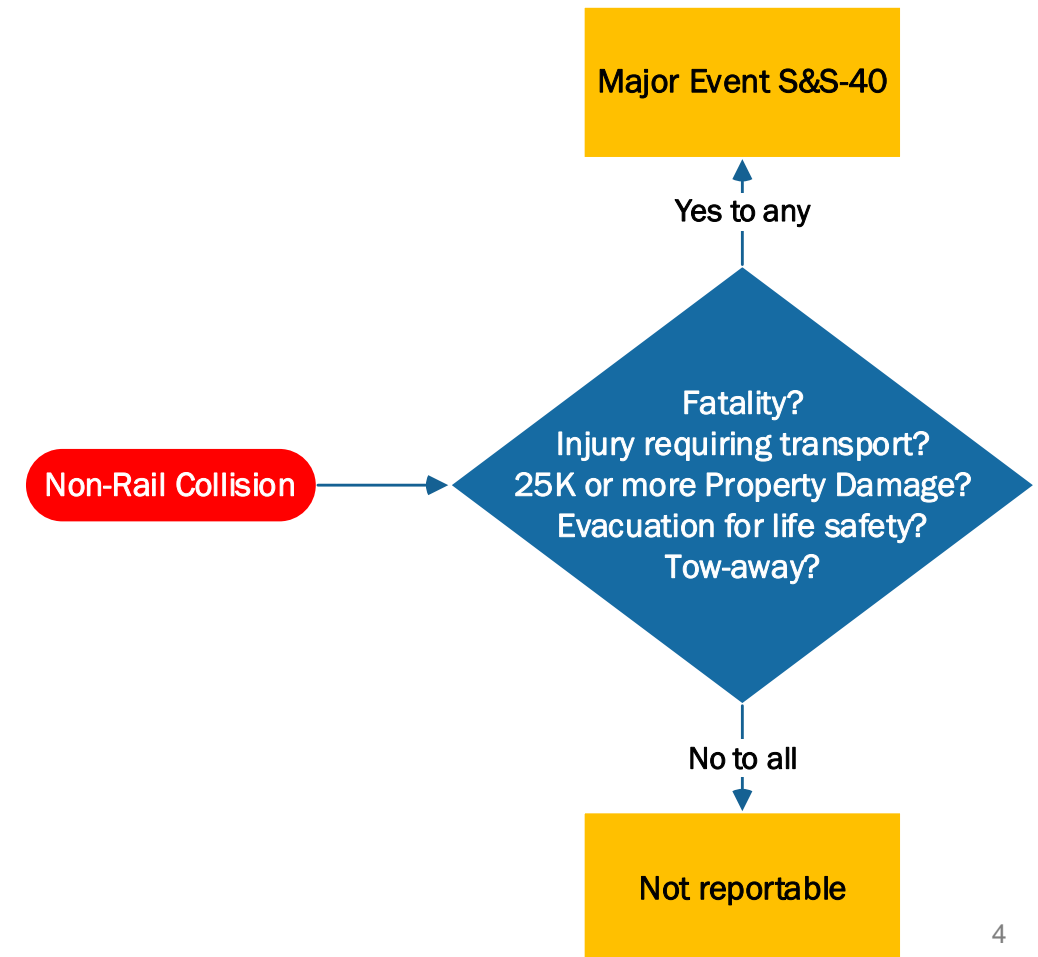 Major Event S&S-40
Yes to any
Fatality?
Injury requiring transport?
25K or more Property Damage?
Evacuation for life safety?
Tow-away?
Non-Rail Collision
No to all
Not reportable
4